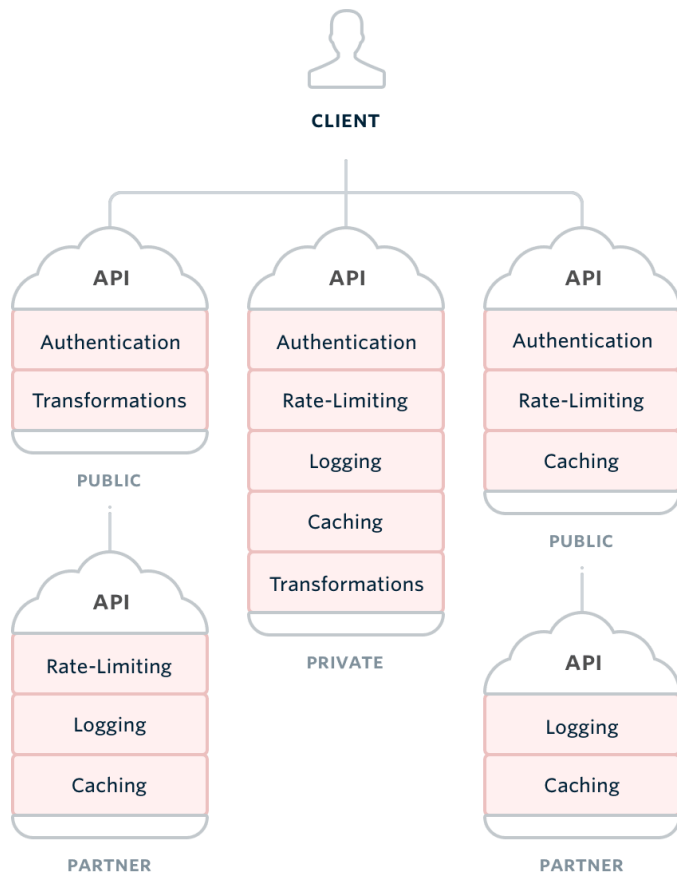 CLIENT
API
Authentication
Transformations
PUBLIC
API
Rate-Limiting
Logging
Caching
PARTNER
API
Authentication
Rate-Limiting
Logging
Caching
Transformations
PRIVATE
API
Authentication
Rate-Limiting
Caching
PUBLIC
API
Logging
Caching
PARTNER